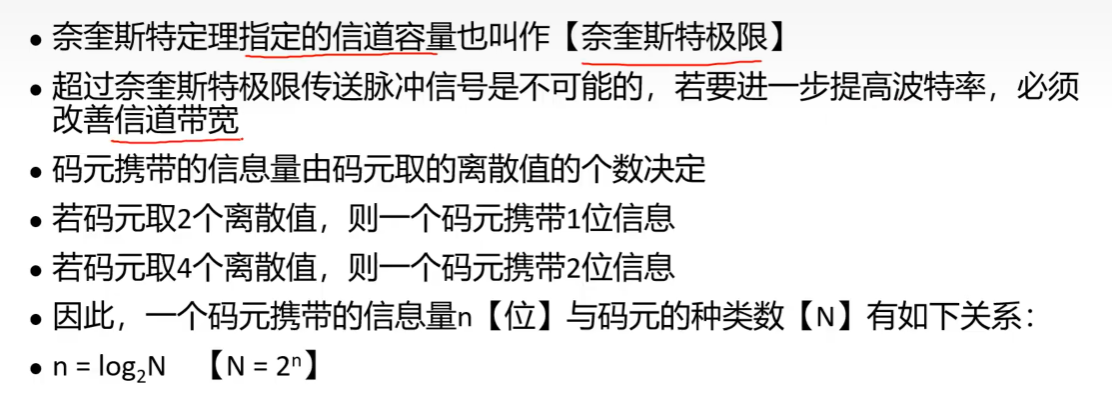 • 奈奎斯特定理指定的信道容量也叫作【奈奎斯特极限】
• 超过奈奎斯特极限传送脉冲信号是不可能的，若要进一步提高波特率，必须
改善信道带宽
• 码元携带的信息量由码元取的离散值的个数决定
• 若码元取2个离散值，则一个码元携带1位信息
• 若码元取4个离散值，则一个码元携带2位信息
• 因此，一个码元携带的信息量n【位】与码元的种类数【N】有如下关系：
• n = log₂N 【N = 2ⁿ】